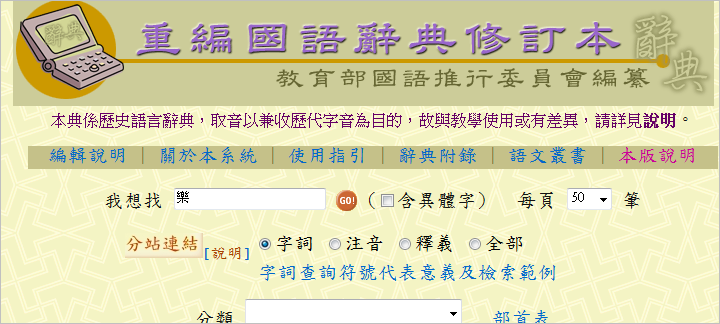 重編國語辭典修訂本
教育部國語推行委員會編纂
辭典
辭典
本典係歷史語言辭典，取音以兼收歷代字音為目的，故與教學使用或有差異，請詳見說明。
編輯說明 | 關於本系統 | 使用指引 | 辭典附錄 | 語文叢書 | 本版說明
我想找 樂 GO! （含異體字） 每頁 50 筆
分站連結 [說明] 字詞 注音 釋義 全部
字詞查詢符號代表意義及檢索範例
分類 部首表